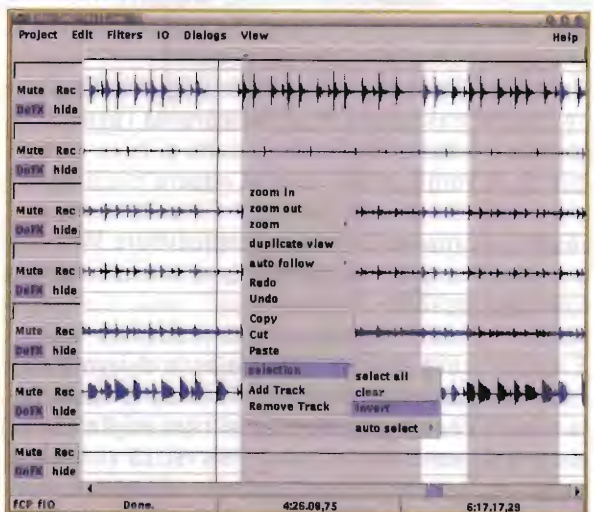 Project Edit Filters IO Dialogs View Help
Mute Rec
DoFX hide
Mute Rec
DoFX hide
Mute Rec
DoFX hide
Mute Rec
DoFX hide
Mute Rec
DoFX hide
Mute Rec
DoFX hide
Mute Rec
DoFX hide
zoom in
zoom out
zoom
duplicate view
auto follow
Redo
Undo
Copy
Cut
Paste
selection
Add Track
Remove Track
select all
clear
invert
auto select
fCP fIO Done. 4:26.08,75 6:17.17,29